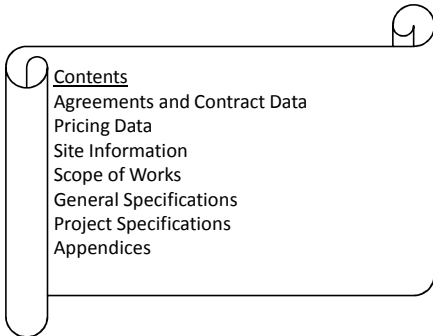 Contents
Agreements and Contract Data
Pricing Data
Site Information
Scope of Works
General Specifications
Project Specifications
Appendices